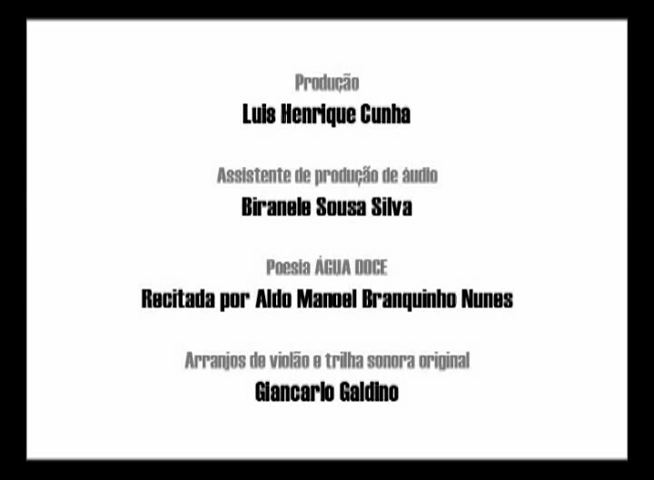 Produção
Luis Henrique Cunha
Assistente de produção de áudio
Biranele Sousa Silva
Poesia ÁGUA DOCE
Recitada por Aldo Manoel Branquinho Nunes
Arranjos de violão e trilha sonora original
Giancarlo Galdino